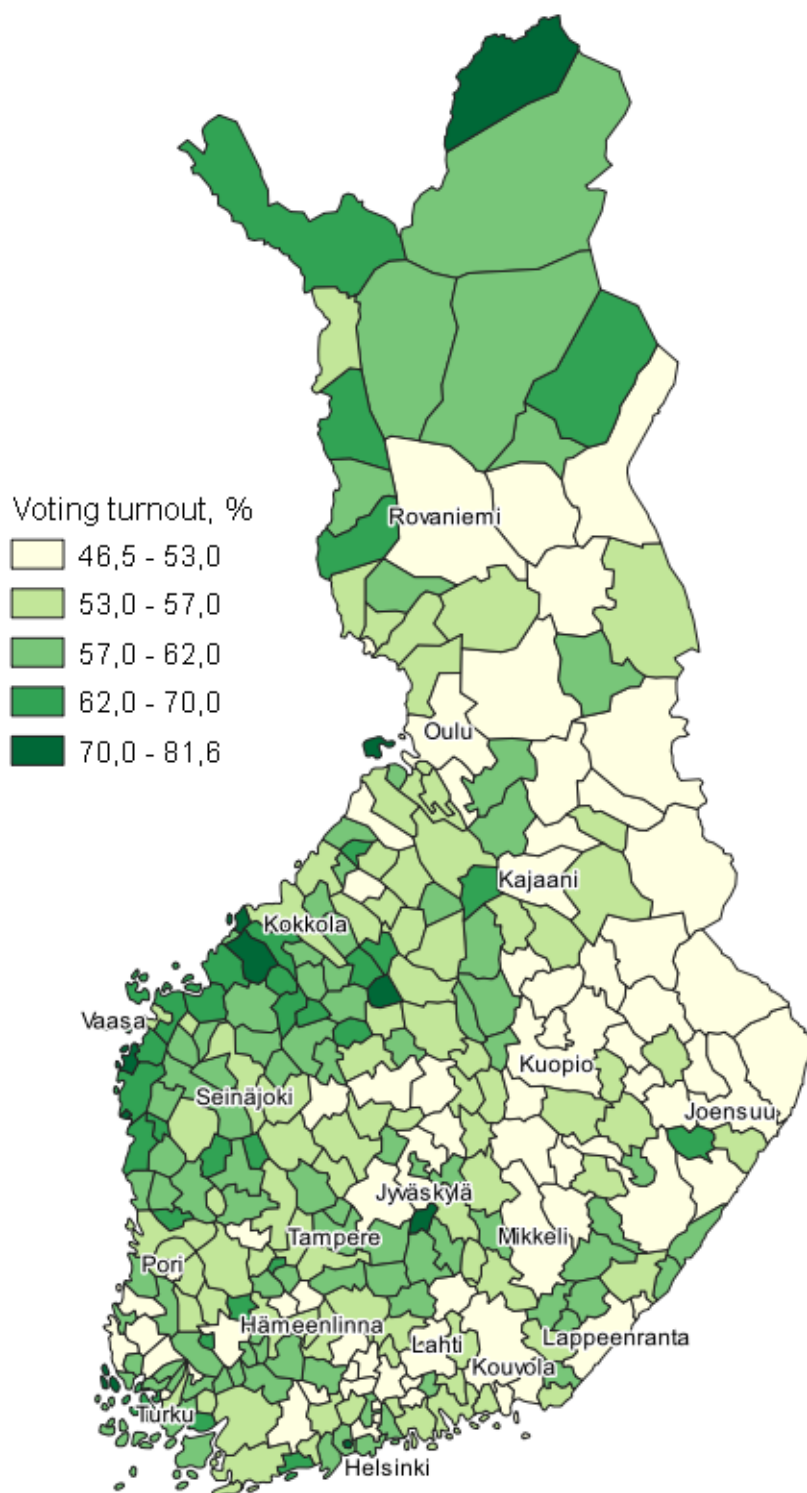 Voting turnout, %
46,5 - 53,0
53,0 - 57,0
57,0 - 62,0
62,0 - 70,0
70,0 - 81,6
Rovaniemi
Oulu
Kajaani
Kokkola
Vaasa
Kuopio
Seinäjoki
Joensuu
Jyväskylä
Mikkeli
Tampere
Pori
Hämeenlinna
Lahti
Lappeenranta
Kouvola
Turku
Helsinki